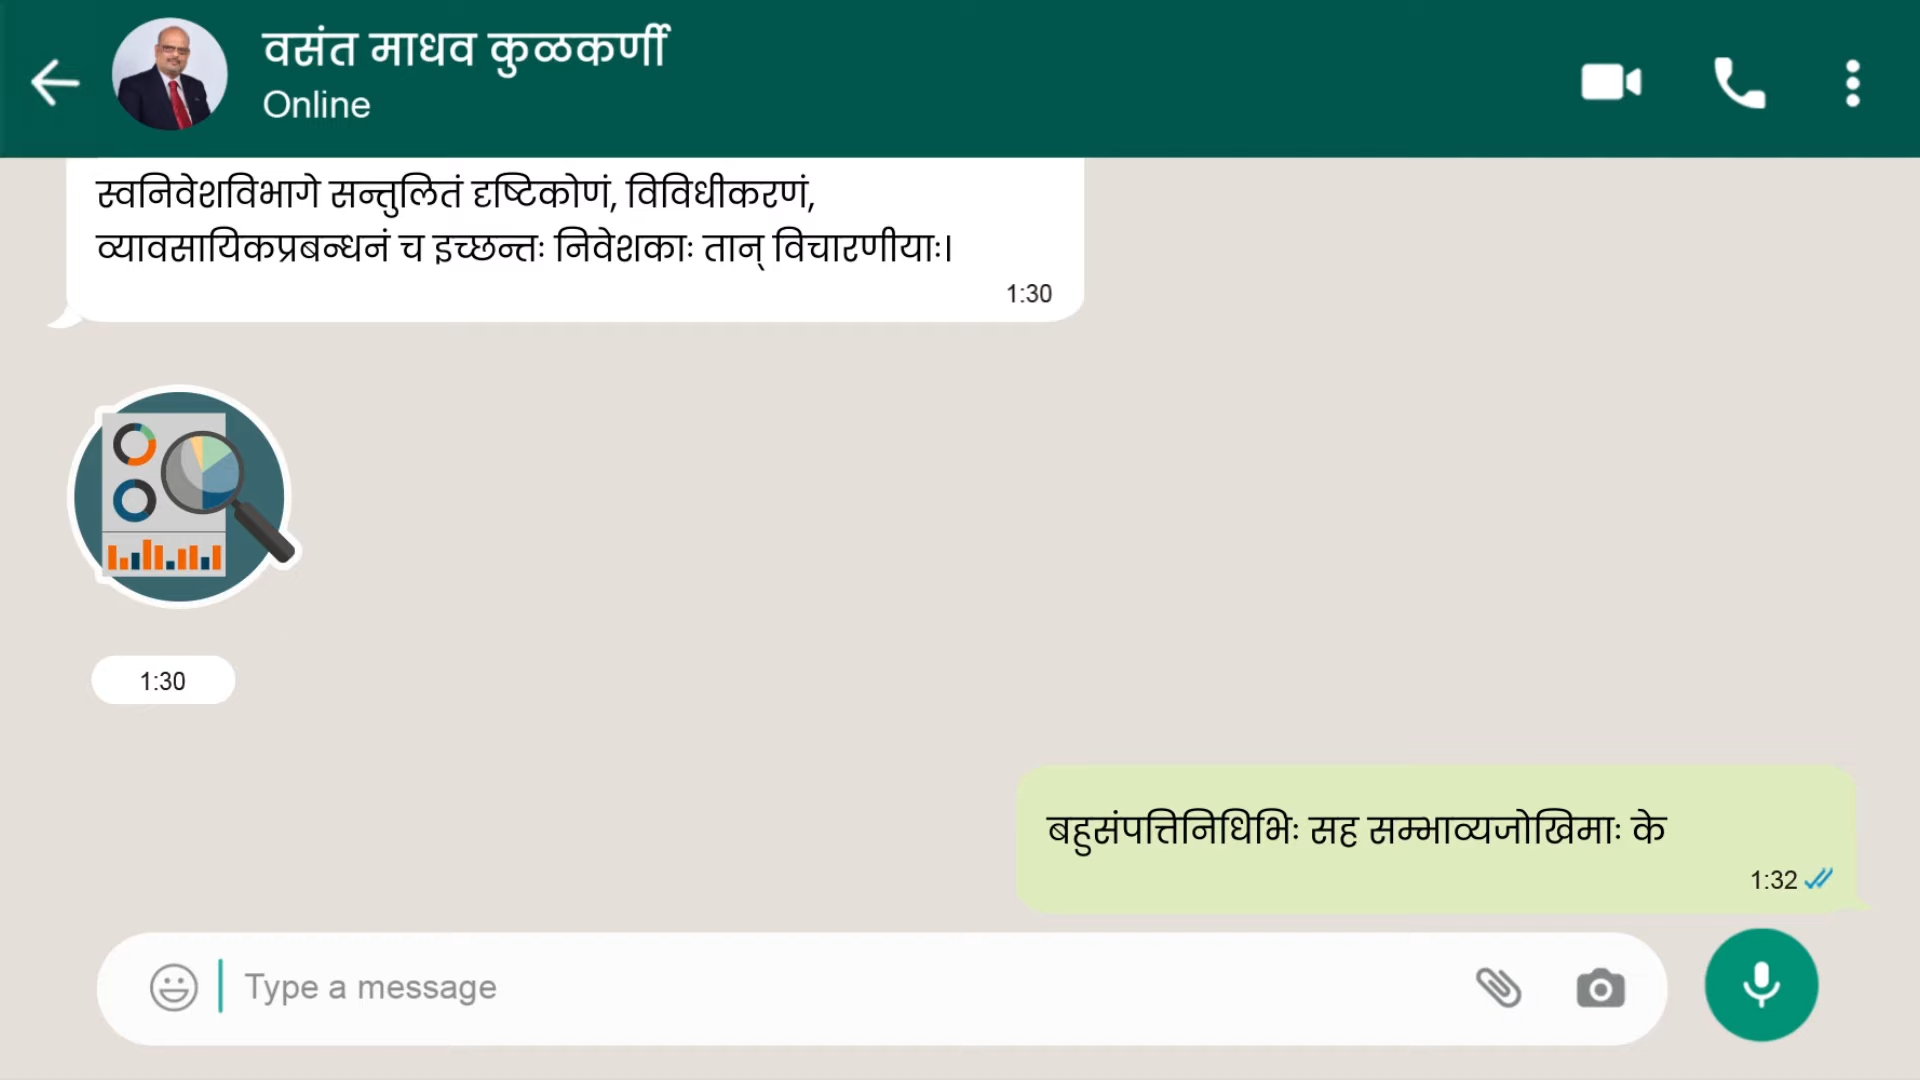 वसंत माधव कुळकर्णी
Online
स्वनिवेशविभागे सन्तुलितं दृष्टिकोणं, विविधीकरणं,
व्यावसायिकप्रबन्धनं च इच्छन्तः निवेशकाः तान् विचारणीयाः।
1:30
1:30
बहुसंपत्तिनिधिभिः सह सम्भाव्यजोखिमाः के
1:32
Type a message